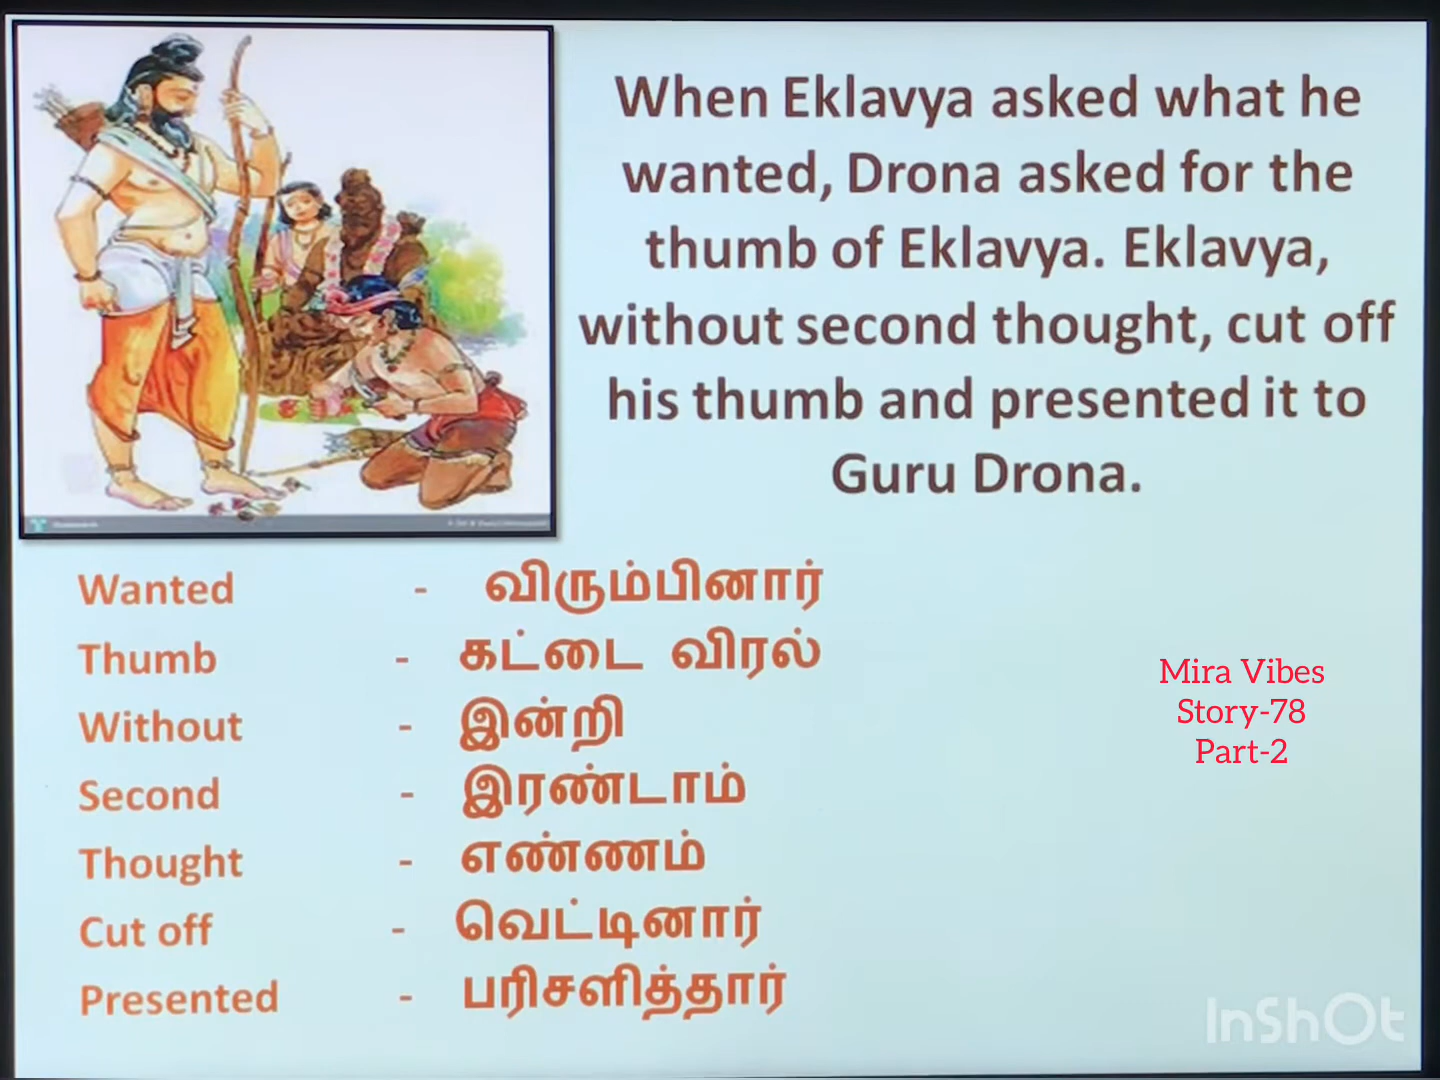 When Eklavya asked what he
wanted, Drona asked for the
thumb of Eklavya. Eklavya,
without second thought, cut off
his thumb and presented it to
Guru Drona.
Wanted - விரும்பினார்
Thumb - கட்டை விரல்
Without - இன்றி
Second - இரண்டாம்
Thought - எண்ணம்
Cut off - வெட்டினார்
Presented - பரிசளித்தார்
Mira Vibes
Story-78
Part-2
InShOt